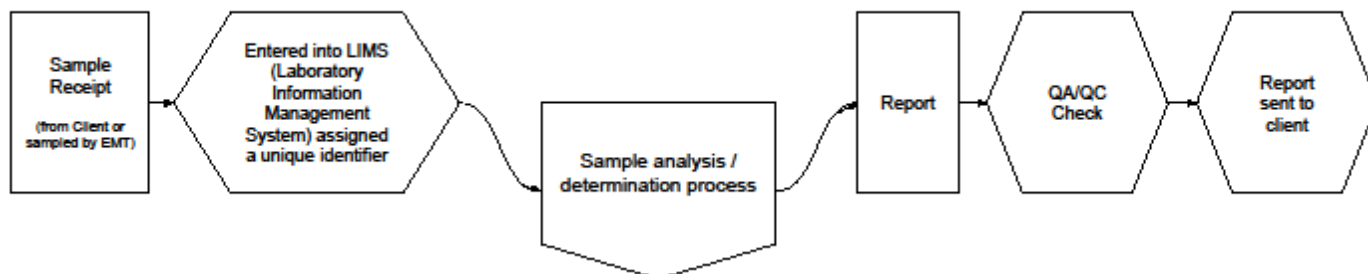 Sample
Receipt
(from Client or
sampled by EMT)
Entered into LIMS
(Laboratory
Information
Management
System) assigned
a unique identifier
Sample analysis /
determination process
Report
QA/QC
Check
Report
sent to
client